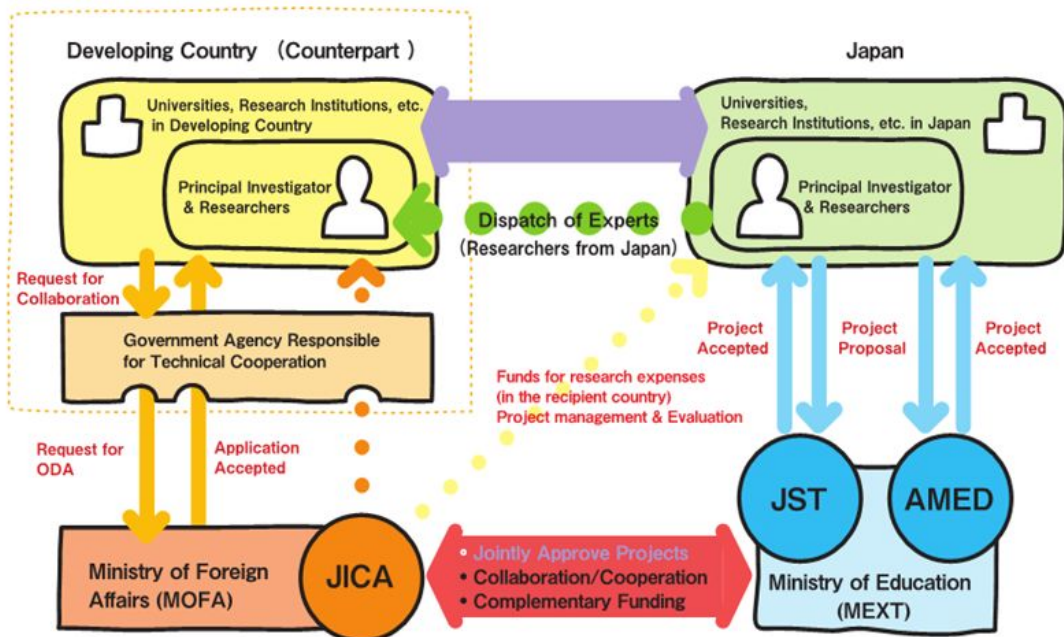 Developing Country （Counterpart ）
Japan
Universities, Research Institutions, etc.
in Developing Country
Universities,
Research Institutions, etc. in Japan
Principal Investigator
& Researchers
Principal Investigator
& Researchers
Dispatch of Experts
(Researchers from Japan)
Request for
Collaboration
Government Agency Responsible
for Technical Cooperation
Project
Accepted
Project
Proposal
Project
Accepted
Funds for research expenses
(in the recipient country)
Project management & Evaluation
Request for
ODA
Application
Accepted
JST
AMED
Ministry of Foreign
Affairs (MOFA)
JICA
• Jointly Approve Projects
• Collaboration/Cooperation
• Complementary Funding
Ministry of Education
(MEXT)